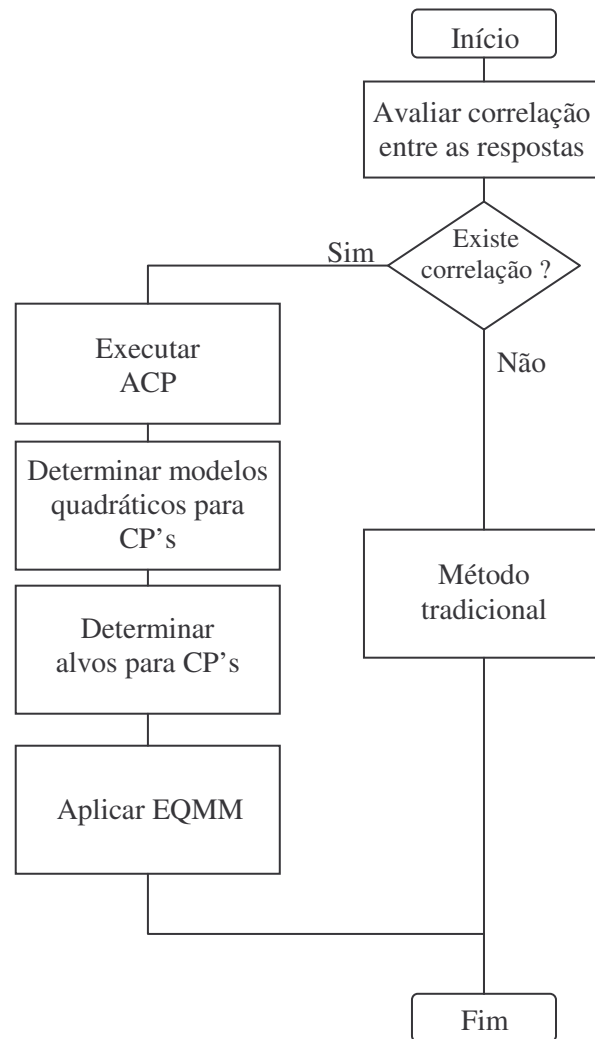 Início
Avaliar correlação
entre as respostas
Existe
correlação ?
Sim
Não
Executar
ACP
Determinar modelos
quadráticos para
CP’s
Determinar
alvos para CP’s
Aplicar EQMM
Método
tradicional
Fim